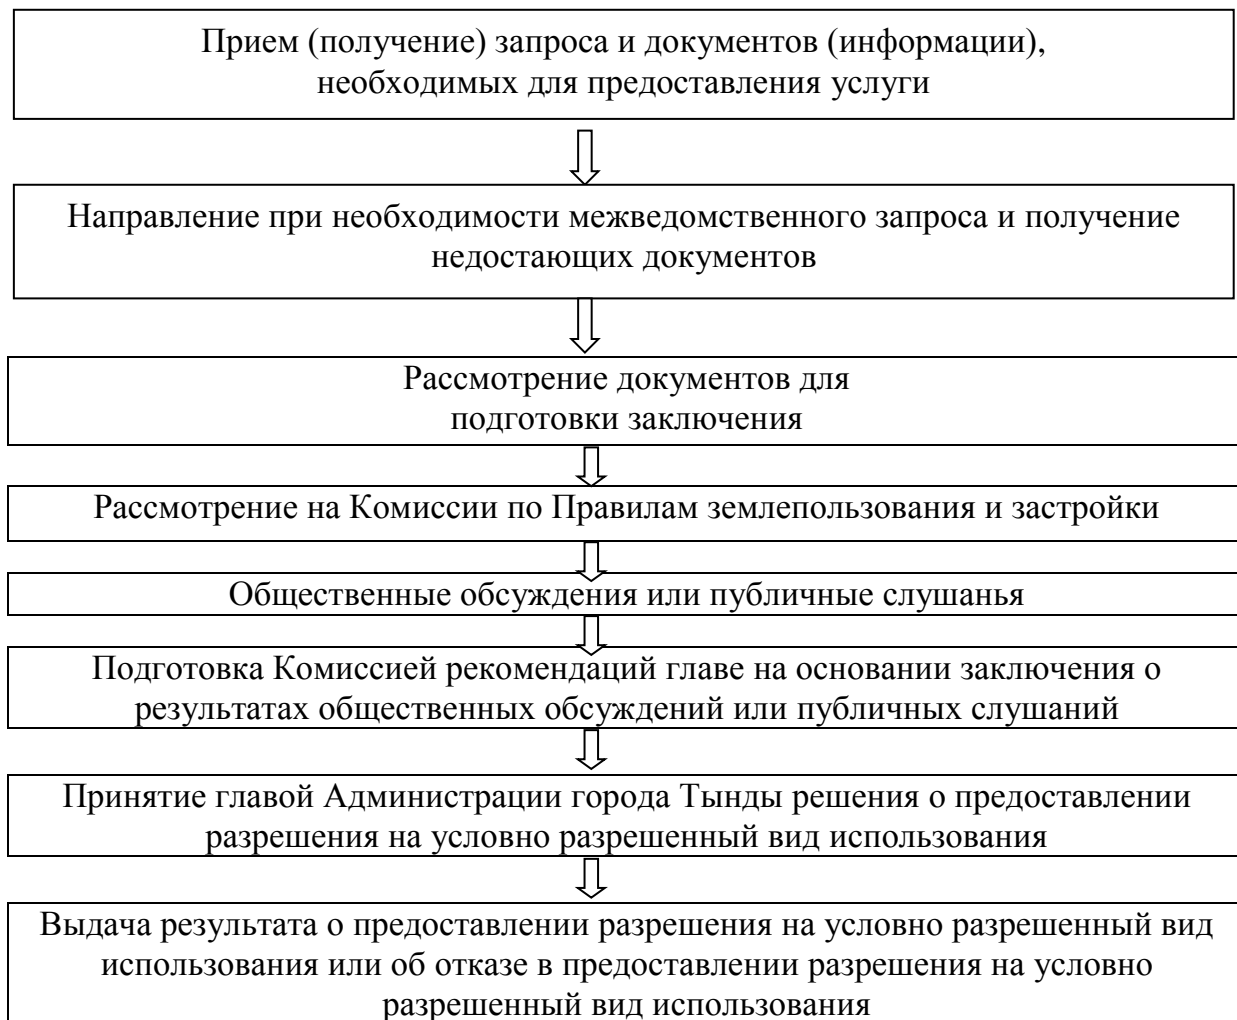 Прием (получение) запроса и документов (информации),
необходимых для предоставления услуги
Направление при необходимости межведомственного запроса и получение
недостающих документов
Рассмотрение документов для
подготовки заключения
Рассмотрение на Комиссии по Правилам землепользования и застройки
Общественные обсуждения или публичные слушанья
Подготовка Комиссией рекомендаций главе на основании заключения о
результатах общественных обсуждений или публичных слушаний
Принятие главой Администрации города Тынды решения о предоставлении
разрешения на условно разрешенный вид использования
Выдача результата о предоставлении разрешения на условно разрешенный вид
использования или об отказе в предоставлении разрешения на условно
разрешенный вид использования